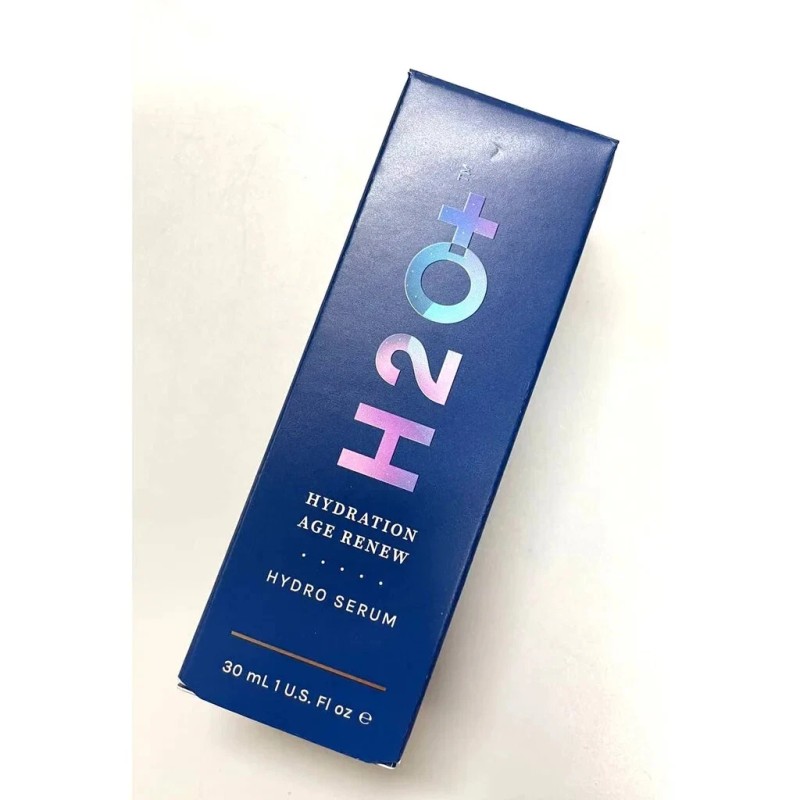 H2O+
HYDRATION
AGE RENEW
HYDRO SERUM
30 mL 1 U.S. Fl oz ℮